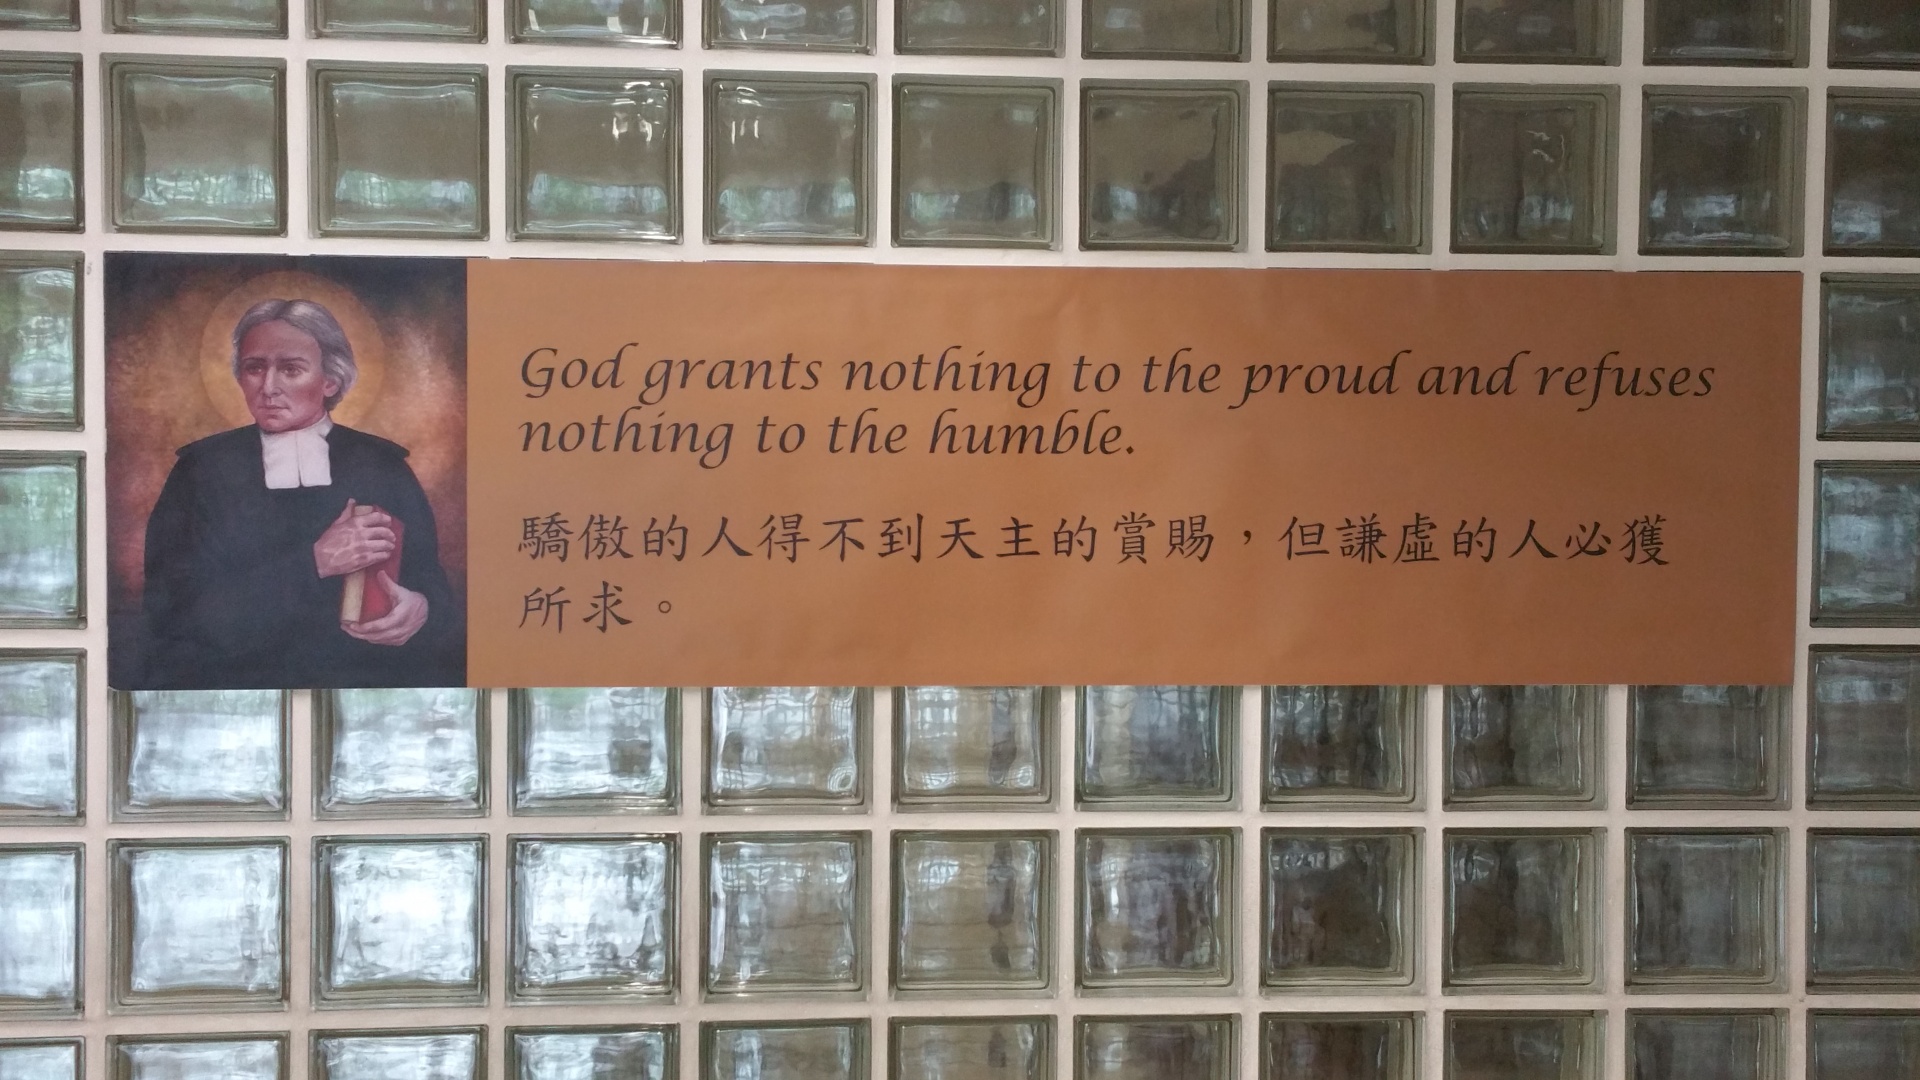 God grants nothing to the proud and refuses
nothing to the humble.
驕傲的人得不到天主的賞賜，但謙虛的人必獲
所求。